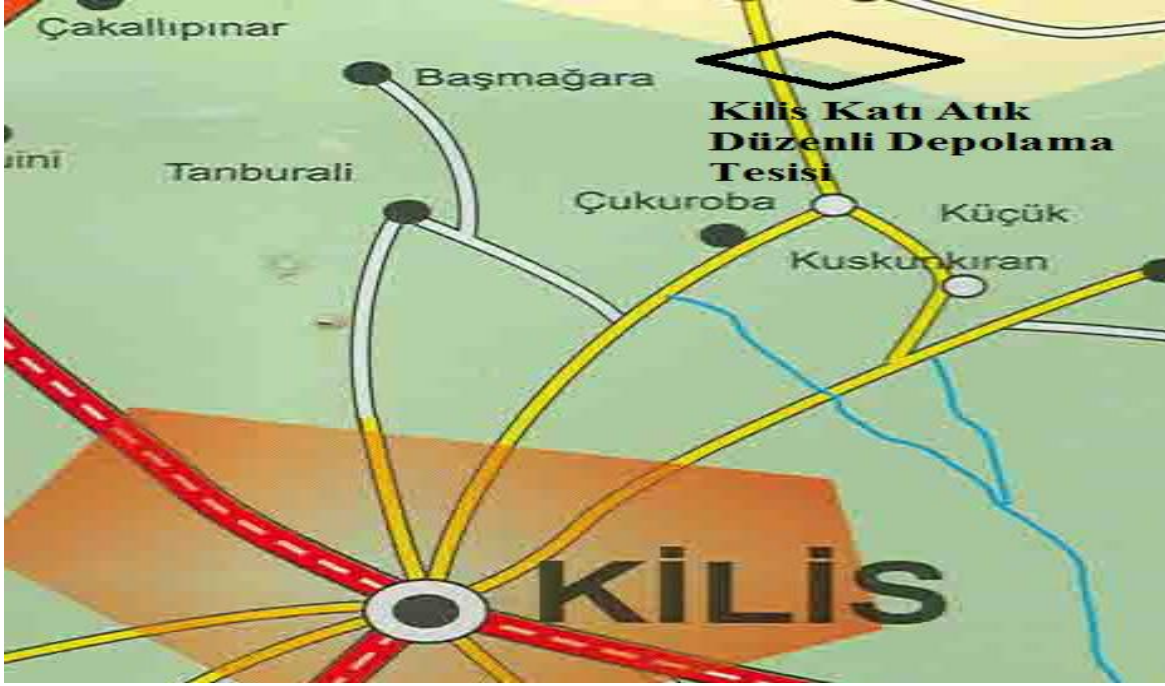 Çakallıpınar
Başmağara
Kilis Katı Atık
Düzenli Depolama
Tesisi
Tanburali
Çukuroba
Küçük
Kuskunkıran
KİLİS